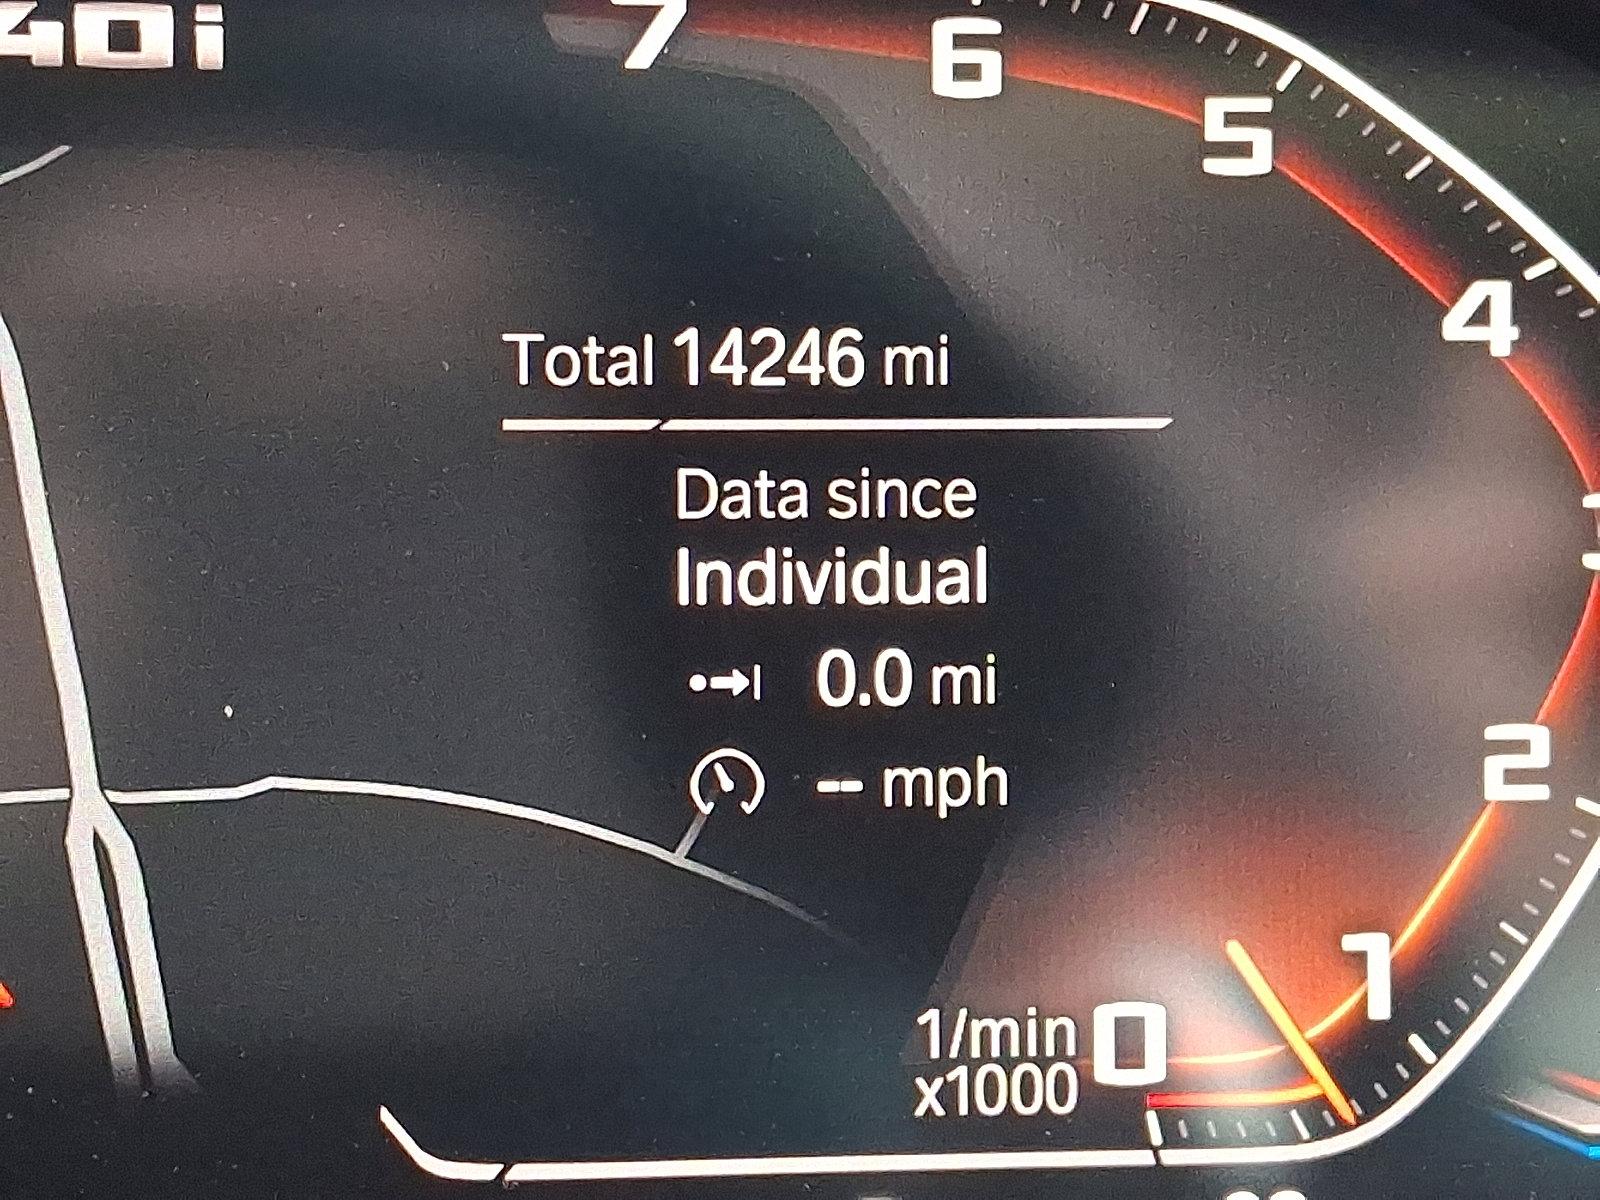 40i
7
6
5
4
Total 14246 mi
Data since
Individual
0.0 mi
-- mph
2
1
1/min
x1000
0